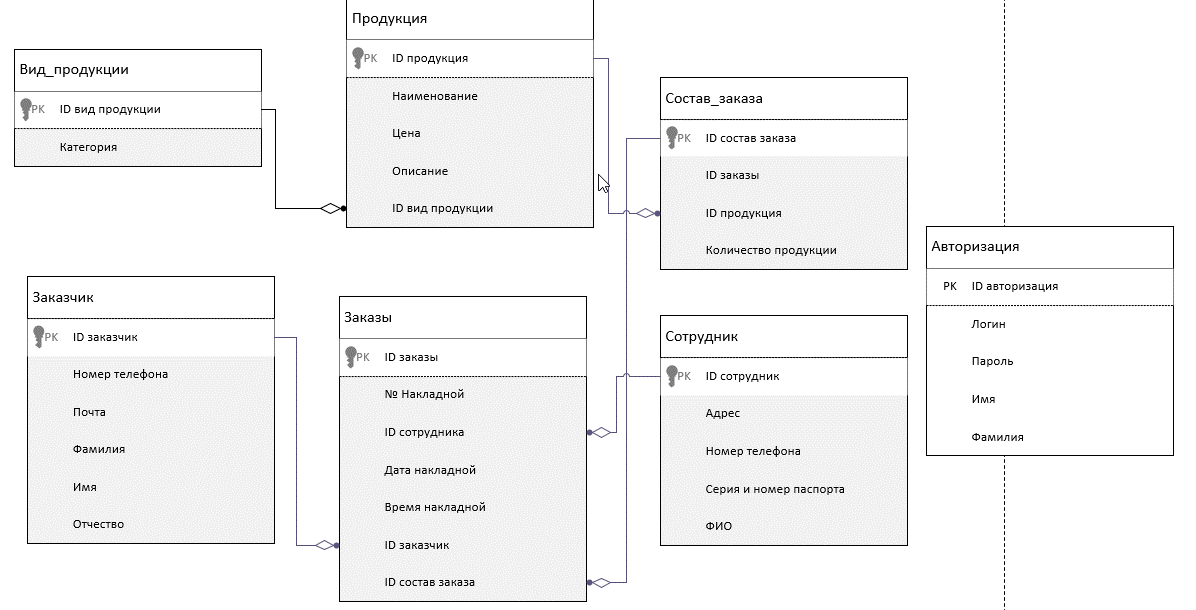 Вид_продукции
PK ID вид продукции
Категория
Продукция
PK ID продукция
Наименование
Цена
Описание
ID вид продукции
Состав_заказа
PK ID состав заказа
ID заказы
ID продукция
Количество продукции
Авторизация
PK ID авторизация
Логин
Пароль
Имя
Фамилия
Заказчик
PK ID заказчик
Номер телефона
Почта
Фамилия
Имя
Отчество
Заказы
PK ID заказы
№ Накладной
ID сотрудника
Дата накладной
Время накладной
ID заказчик
ID состав заказа
Сотрудник
PK ID сотрудник
Адрес
Номер телефона
Серия и номер паспорта
ФИО